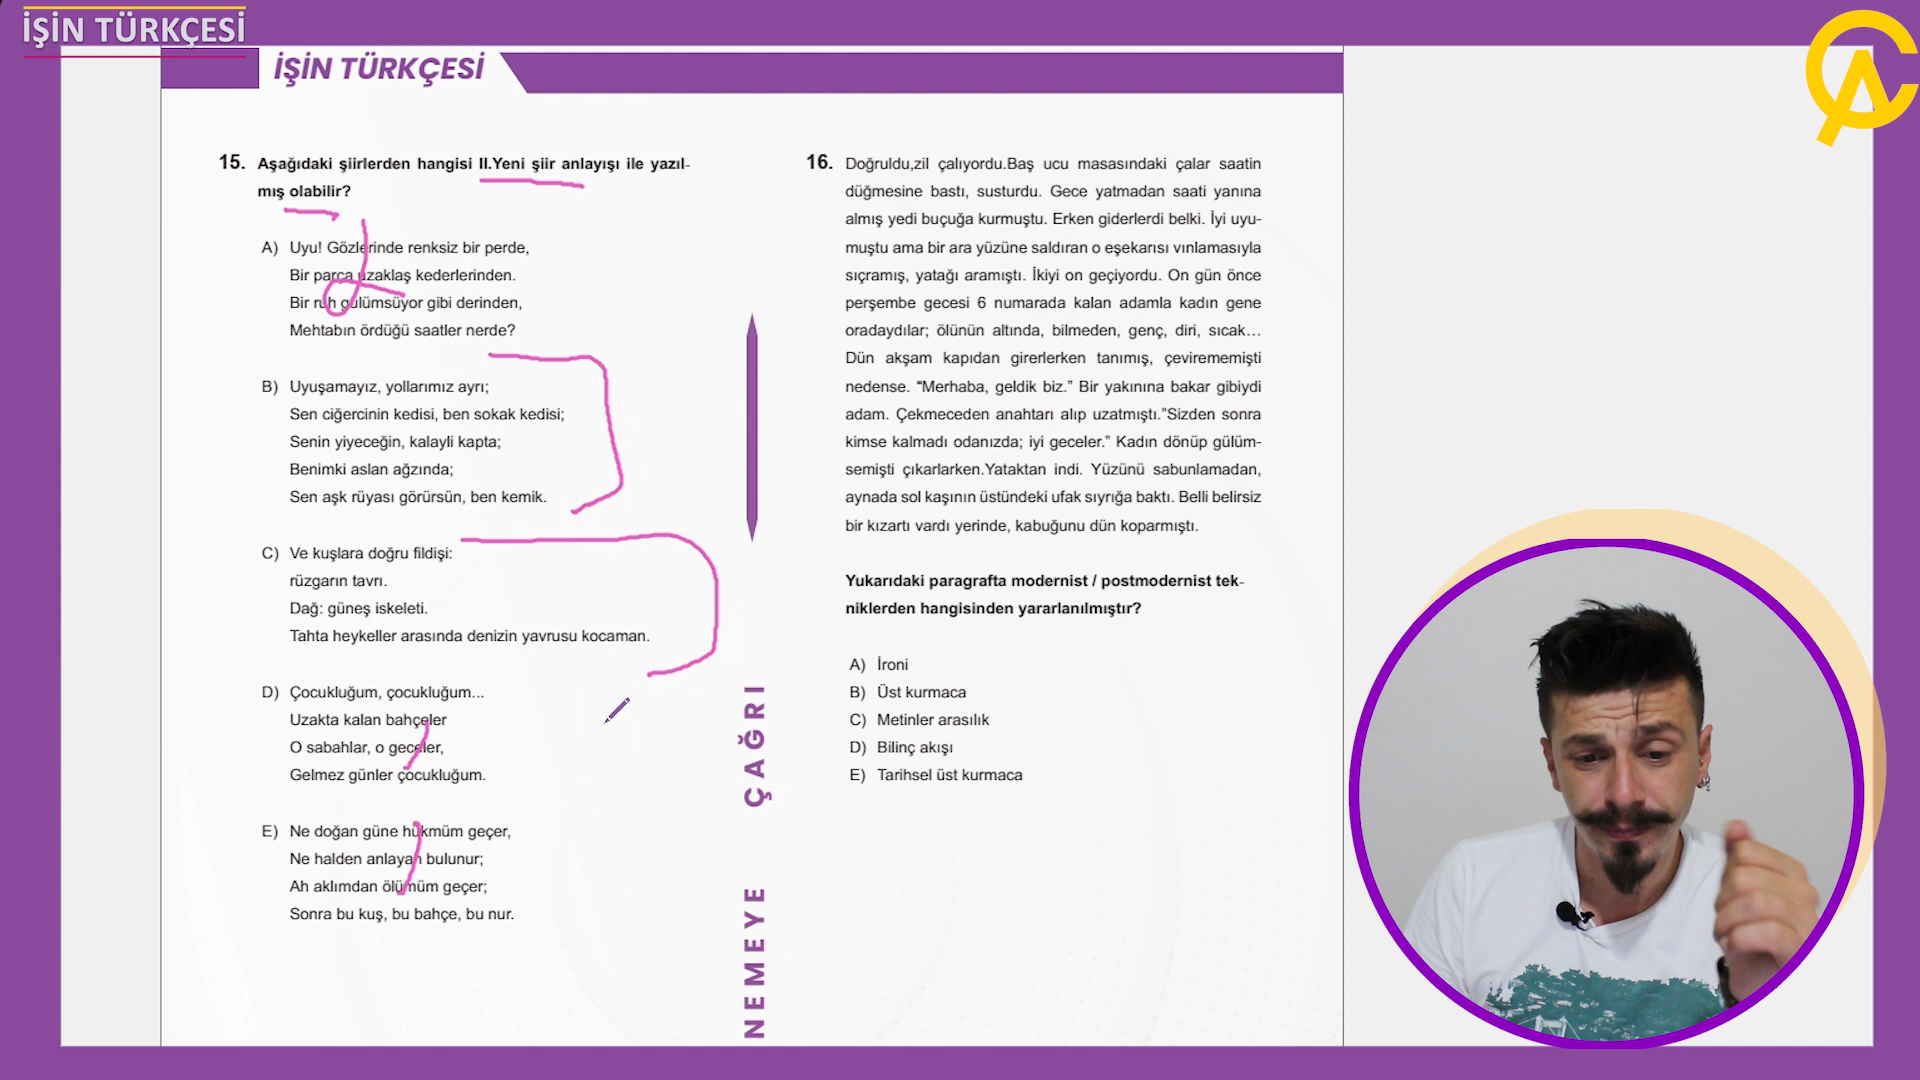 İŞİN TÜRKÇESİ
İŞİN TÜRKÇESİ
15. Aşağıdaki şiirlerden hangisi II.Yeni şiir anlayışı ile yazıl-
mış olabilir?
A) Uyu! Gözlerinde renksiz bir perde,
Bir parça uzaklaş kederlerinden.
Bir ruh gülümsüyor gibi derinden,
Mehtabın ördüğü saatler nerde?
B) Uyuşamayız, yollarımız ayrı;
Sen ciğercinin kedisi, ben sokak kedisi;
Senin yiyeceğin, kalayli kapta;
Benimki aslan ağzında;
Sen aşk rüyası görürsün, ben kemik.
C) Ve kuşlara doğru fildişi:
rüzgarın tavrı.
Dağ: güneş iskeleti.
Tahta heykeller arasında denizin yavrusu kocaman.
D) Çocukluğum, çocukluğum...
Uzakta kalan bahçeler
O sabahlar, o geceler,
Gelmez günler çocukluğum.
E) Ne doğan güne hükmüm geçer,
Ne halden anlayan bulunur;
Ah aklımdan ölümüm geçer;
Sonra bu kuş, bu bahçe, bu nur.
NEMEYE ÇAĞRI
16. Doğruldu,zil çalıyordu.Baş ucu masasındaki çalar saatin
düğmesine bastı, susturdu. Gece yatmadan saati yanına
almış yedi buçuğa kurmuştu. Erken giderlerdi belki. İyi uyu-
muştu ama bir ara yüzüne saldıran o eşekarısı vınlamasıyla
sıçramış, yatağı aramıştı. İkiyi on geçiyordu. On gün önce
perşembe gecesi 6 numarada kalan adamla kadın gene
oradaydılar; ölünün altında, bilmeden, genç, diri, sıcak…
Dün akşam kapıdan girerlerken tanımış, çevirememişti
nedense. “Merhaba, geldik biz.” Bir yakınına bakar gibiydi
adam. Çekmeceden anahtarı alıp uzatmıştı.”Sizden sonra
kimse kalmadı odanızda; iyi geceler.” Kadın dönüp gülüm-
semişti çıkarlarken.Yataktan indi. Yüzünü sabunlamadan,
aynada sol kaşının üstündeki ufak sıyrığa baktı. Belli belirsiz
bir kızartı vardı yerinde, kabuğunu dün koparmıştı.
Yukarıdaki paragrafta modernist / postmodernist tek-
niklerden hangisinden yararlanılmıştır?
A) İroni
B) Üst kurmaca
C) Metinler arasılık
D) Bilinç akışı
E) Tarihsel üst kurmaca